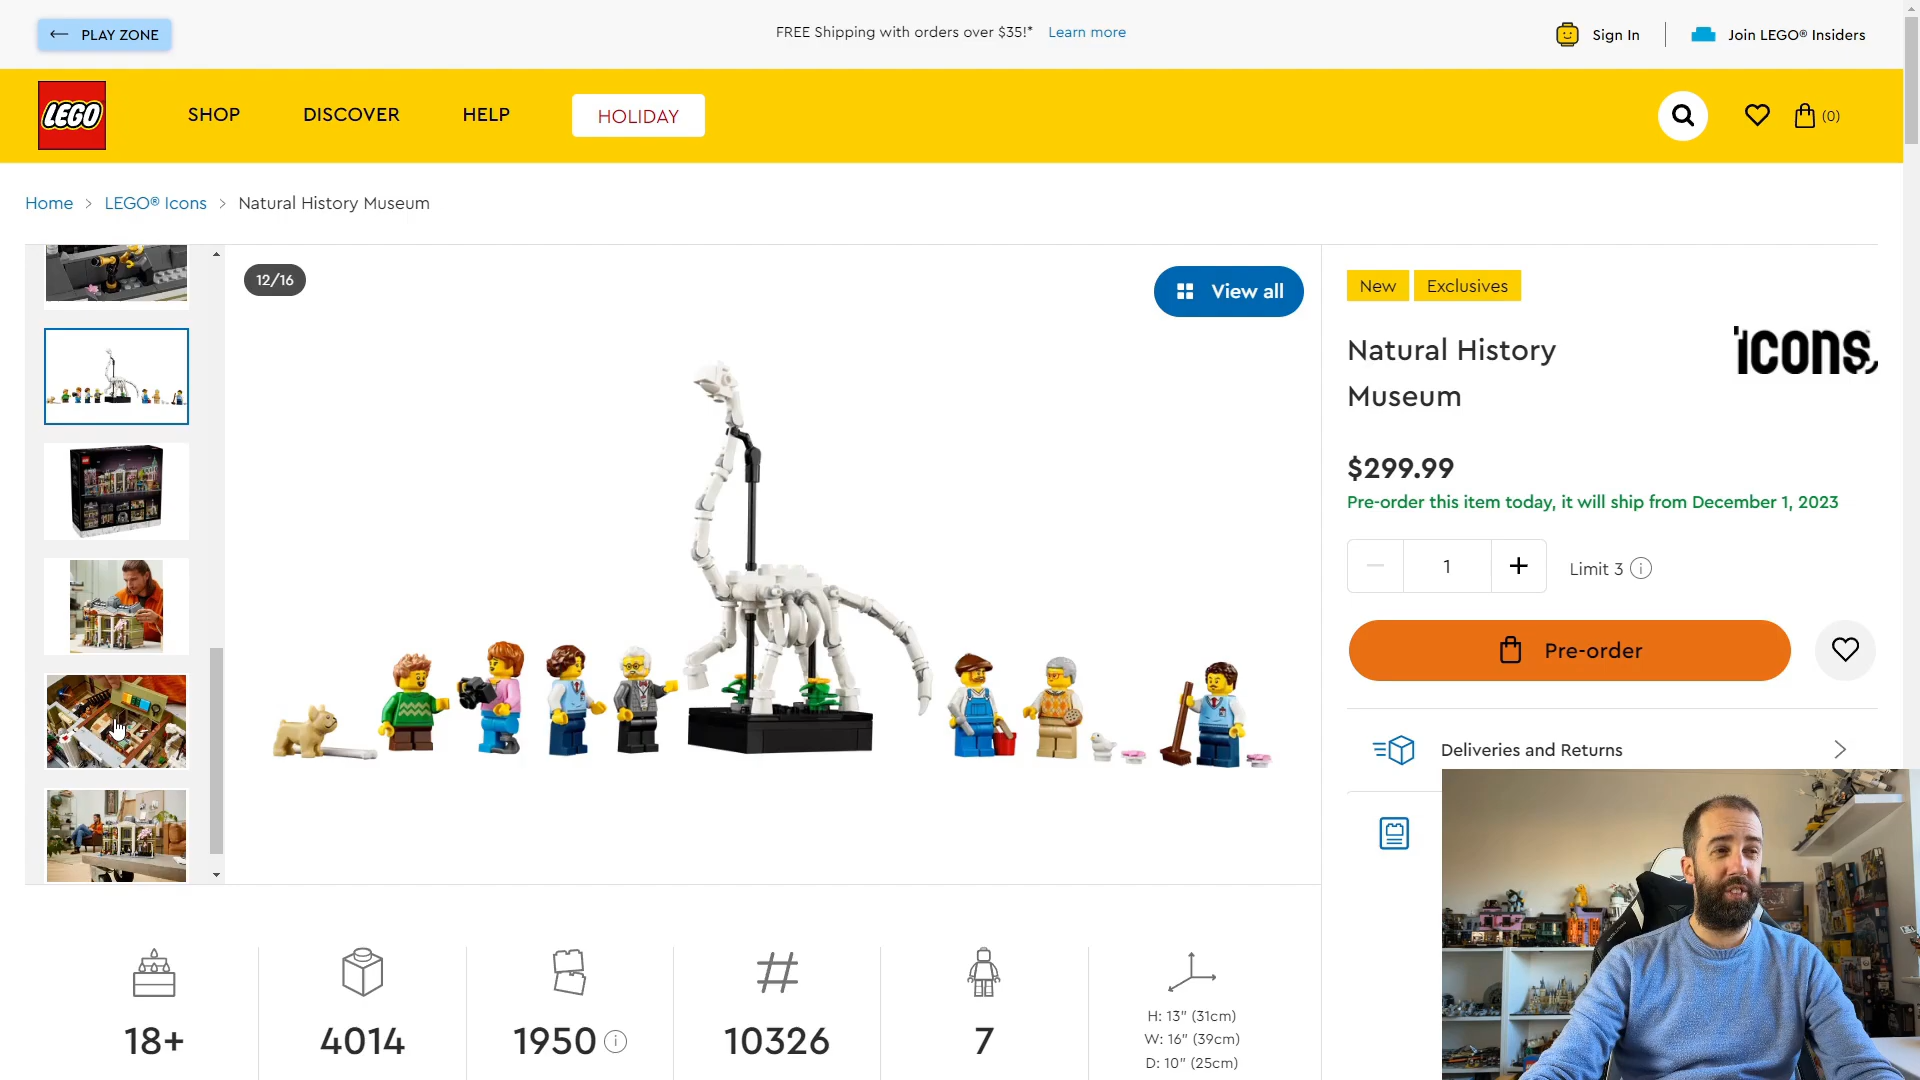 PLAY ZONE
FREE Shipping with orders over $35!* Learn more
Sign In
Join LEGO® Insiders
LEGO
SHOP
DISCOVER
HELP
HOLIDAY
(0)
Home > LEGO® Icons > Natural History Museum
12/16
View all
New
Exclusives
Natural History
Museum
icons
$299.99
Pre-order this item today, it will ship from December 1, 2023
1
Limit 3
Pre-order
Deliveries and Returns
18+
4014
1950
10326
7
H: 13" (31cm)
W: 16" (39cm)
D: 10" (25cm)